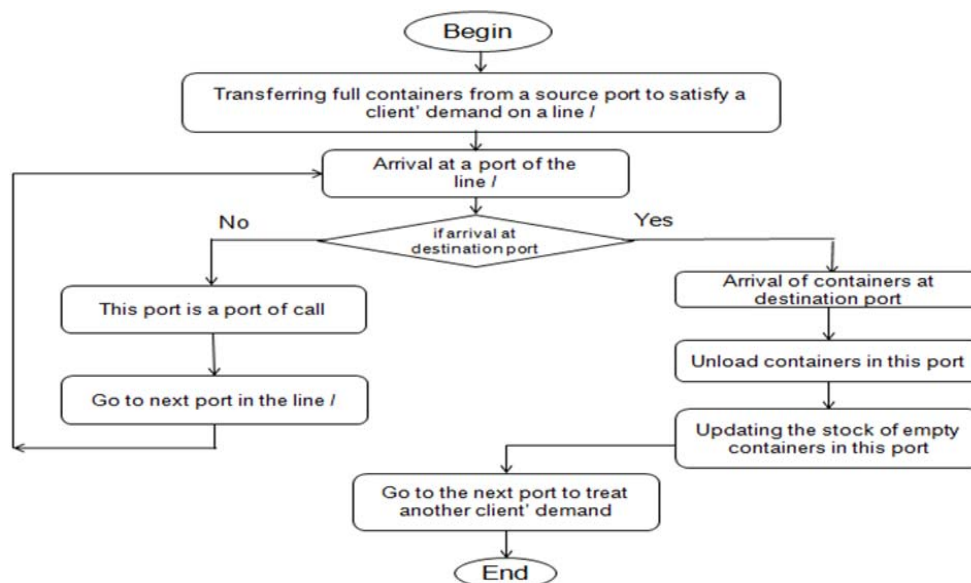 Begin
Transferring full containers from a source port to satisfy a
client' demand on a line l
Arrival at a port of the
line l
No
Yes
if arrival at
destination port
This port is a port of call
Go to next port in the line l
Arrival of containers at
destination port
Unload containers in this port
Updating the stock of empty
containers in this port
Go to the next port to treat
another client' demand
End